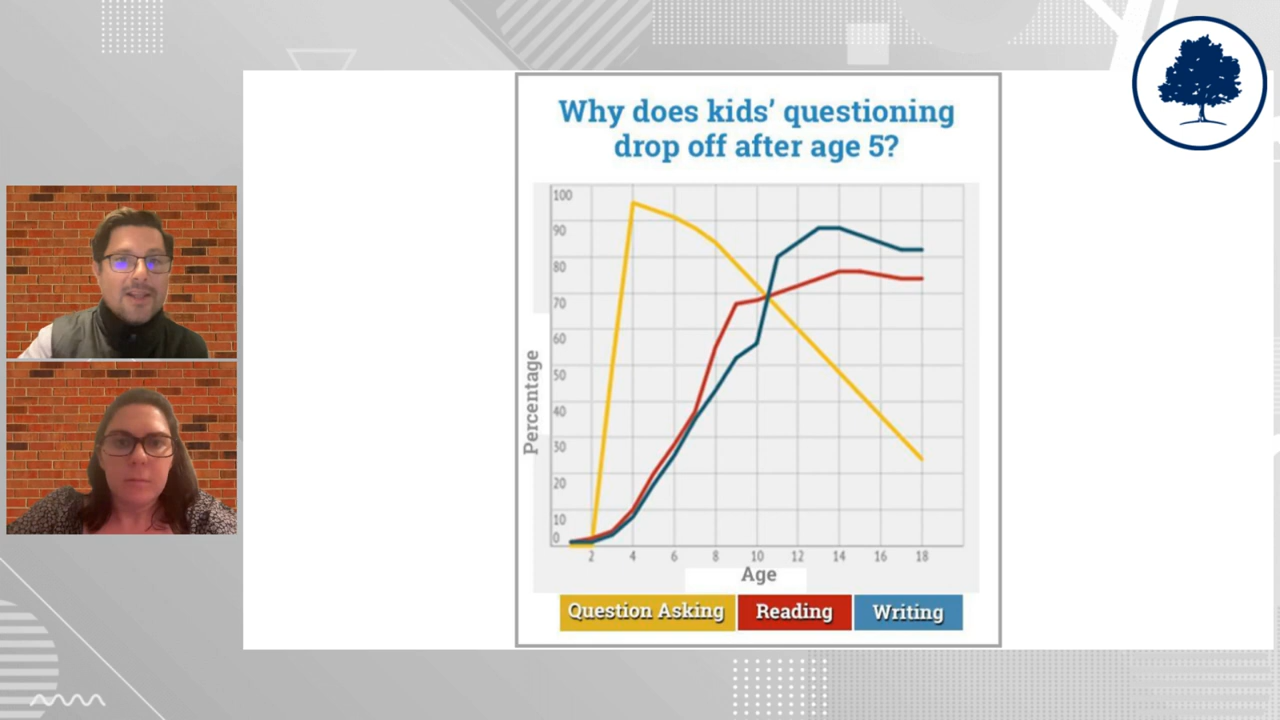 Why does kids' questioning
drop off after age 5?
100
90
80
70
60
50
40
30
20
10
0
Percentage
2 4 6 8 10 12 14 16 18
Age
Question Asking Reading Writing